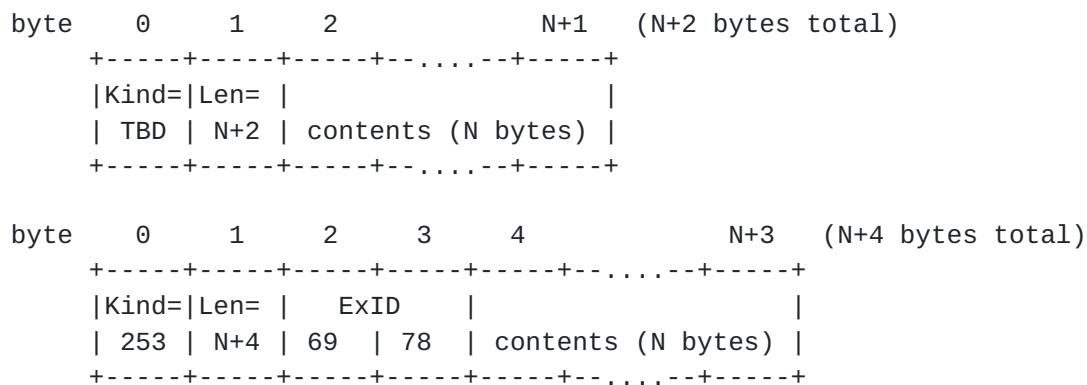 byte    0     1     2             N+1   (N+2 bytes total)
     +-----+-----+-----+--....--+-----+
     |Kind=|Len= |                    |
     | TBD | N+2 | contents (N bytes) |
     +-----+-----+-----+--....--+-----+
byte    0     1     2     3     4             N+3   (N+4 bytes total)
     +-----+-----+-----+-----+-----+--....--+-----+
     |Kind=|Len= |   ExID    |                    |
     | 253 | N+4 | 69  | 78  | contents (N bytes) |
     +-----+-----+-----+-----+-----+--....--+-----+